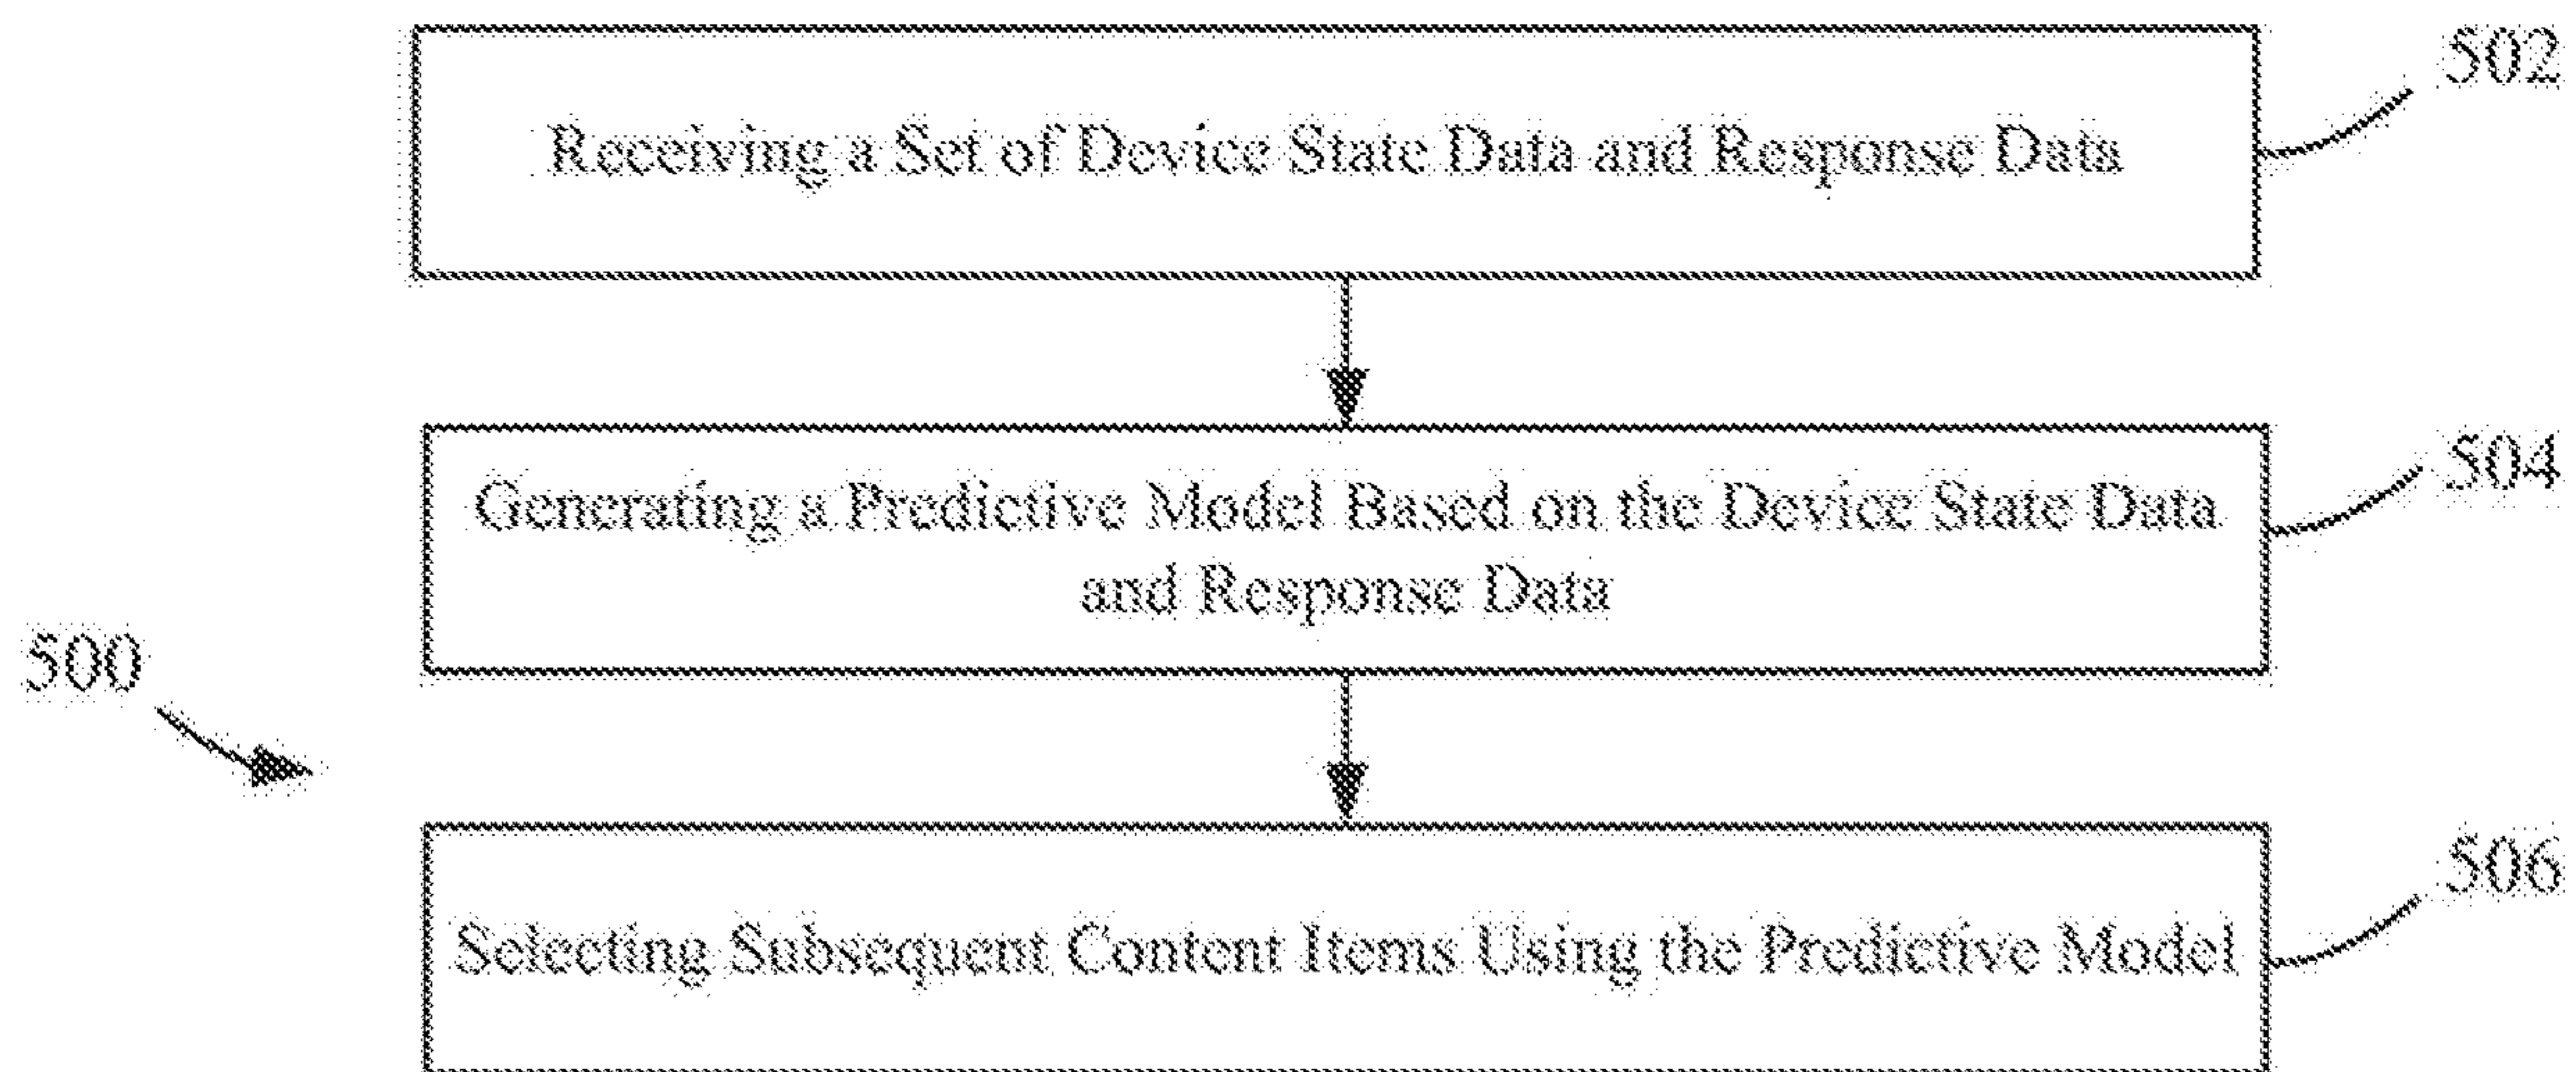 502
Receiving a Set of Device State Data and Response Data
504
Generating a Predictive Model Based on the Device State Data
and Response Data
500
506
Selecting Subsequent Content Items Using the Predictive Model